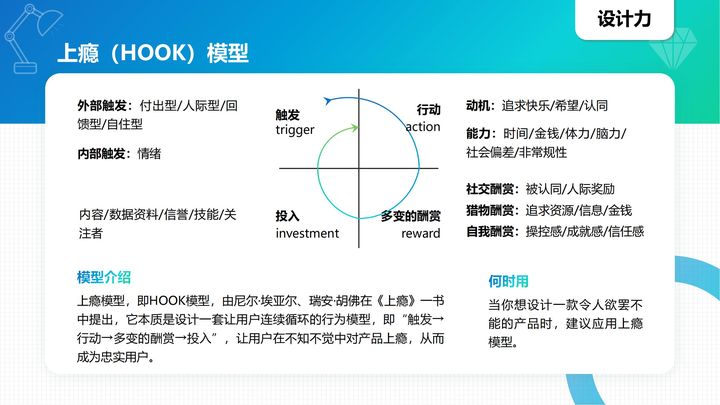 设计力
上瘾（HOOK）模型
外部触发：付出型/人际型/回
馈型/自住型
内部触发：情绪
触发
trigger
行动
action
动机：追求快乐/希望/认同
能力：时间/金钱/体力/脑力/
社会偏差/非常规性
内容/数据资料/信誉/技能/关
注者
投入
investment
多变的酬赏
reward
社交酬赏：被认同/人际奖励
猎物酬赏：追求资源/信息/金钱
自我酬赏：操控感/成就感/信任感
模型介绍
上瘾模型，即HOOK模型，由尼尔·埃亚尔、瑞安·胡佛在《上瘾》一书
中提出，它本质是设计一套让用户连续循环的行为模型，即“触发→
行动→多变的酬赏→投入”，让用户在不知不觉中对产品上瘾，从而
成为忠实用户。
何时用
当你想设计一款令人欲罢不
能的产品时，建议应用上瘾
模型。